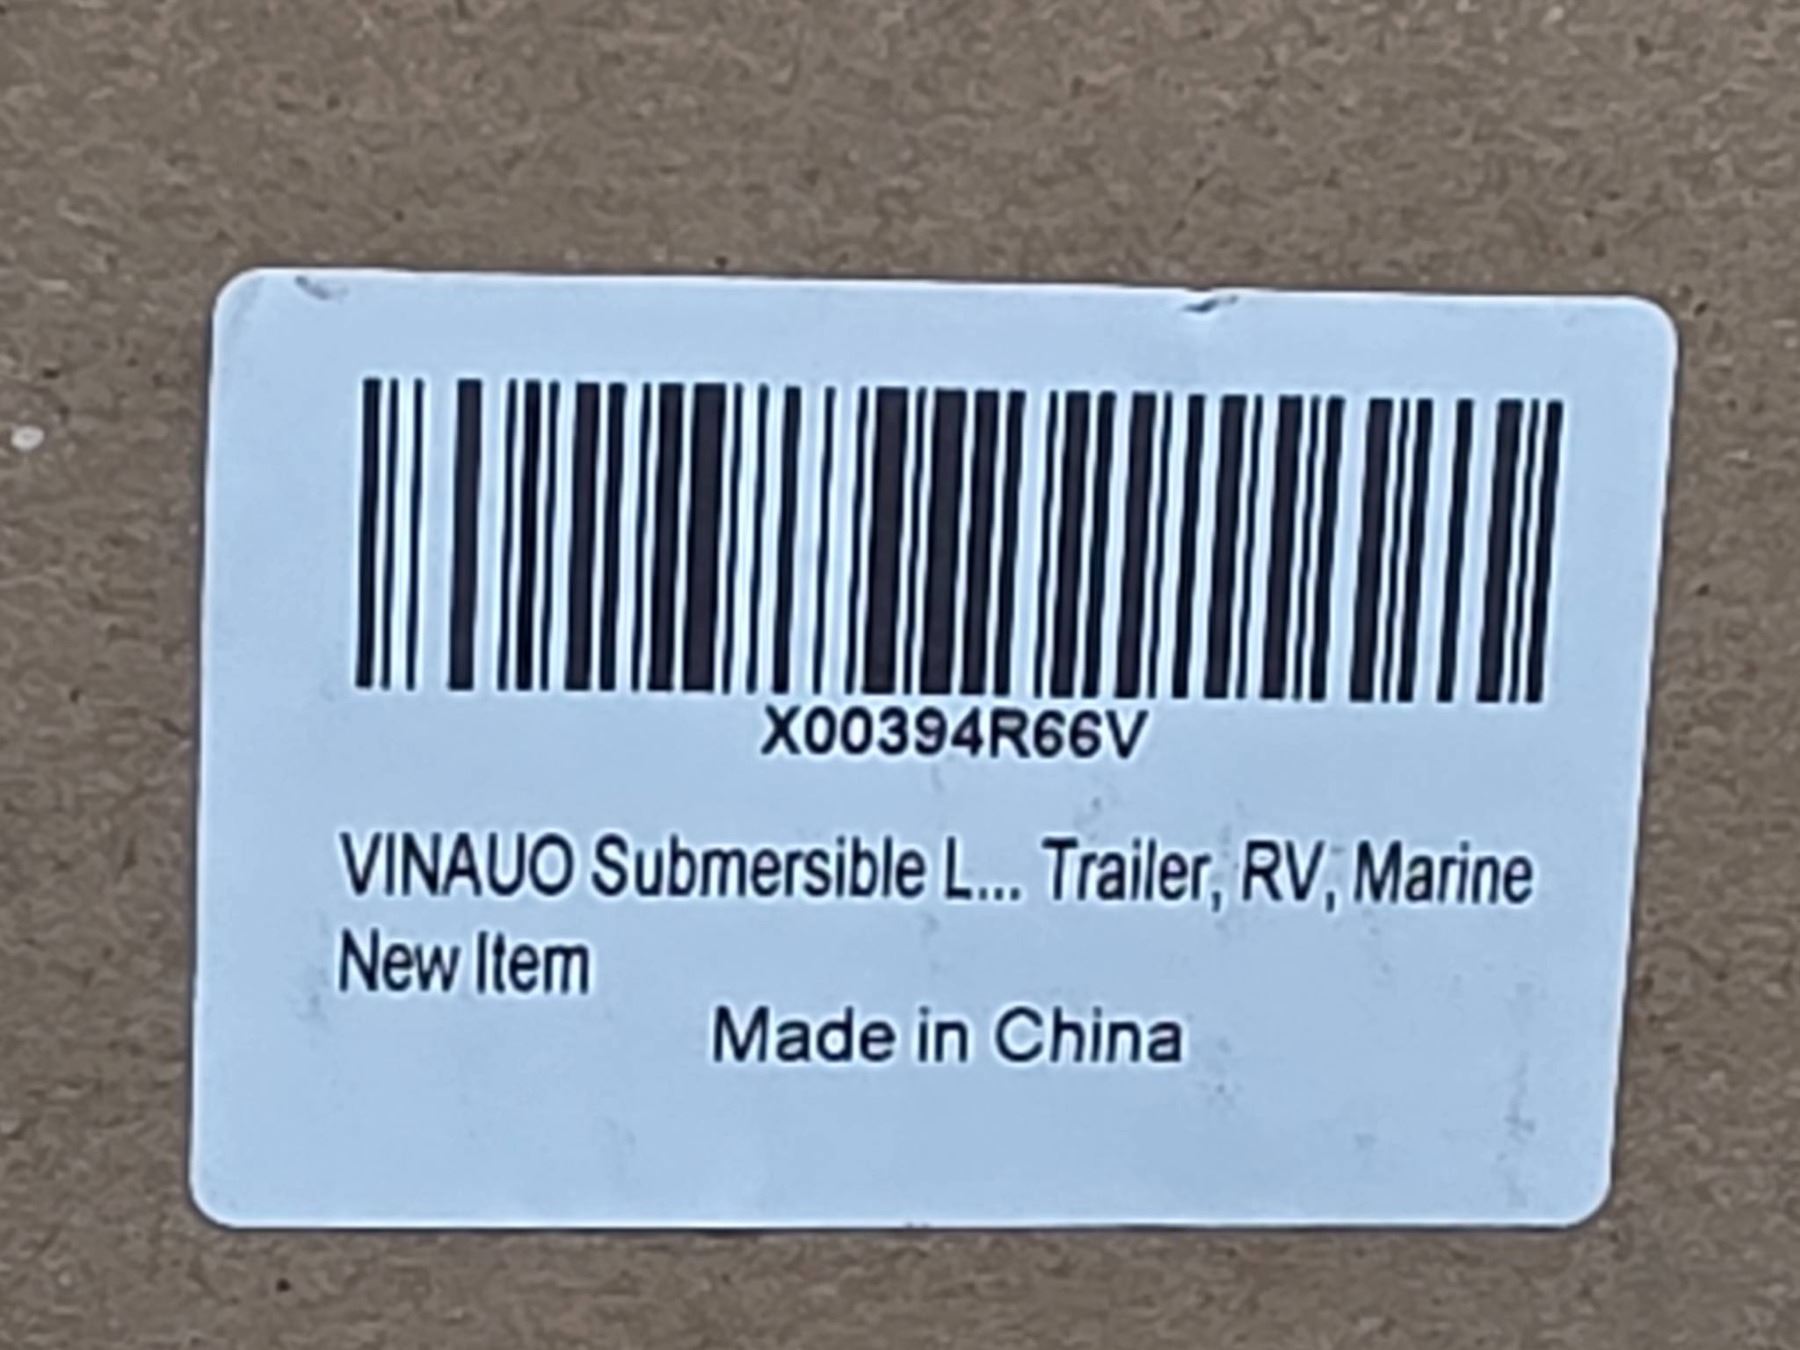 X00394R66V
VINAUO Submersible L... Trailer, RV, Marine
New Item
Made in China